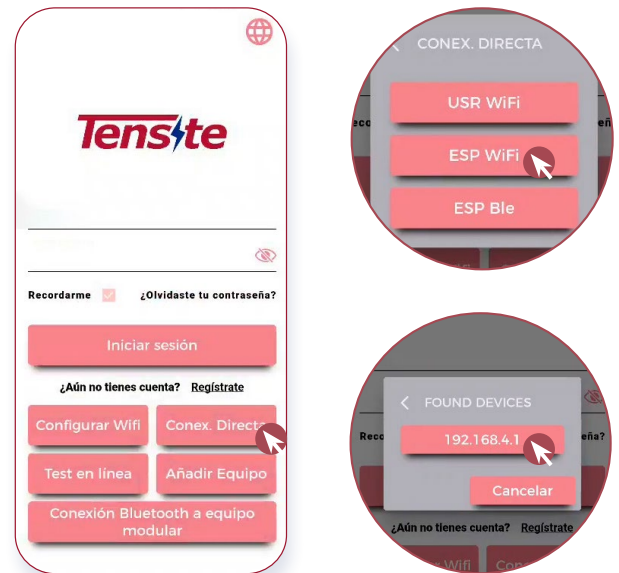 Tensite
Recordarme
¿Olvidaste tu contraseña?
Iniciar sesión
¿Aún no tienes cuenta? Regístrate
Configurar Wifi
Conex. Directa
Test en línea
Añadir Equipo
Conexión Bluetooth a equipo
modular
CONEX. DIRECTA
USR WiFi
ESP WiFi
ESP Ble
FOUND DEVICES
192.168.4.1
Cancelar
¿Aún no tienes cuenta? Regístrate